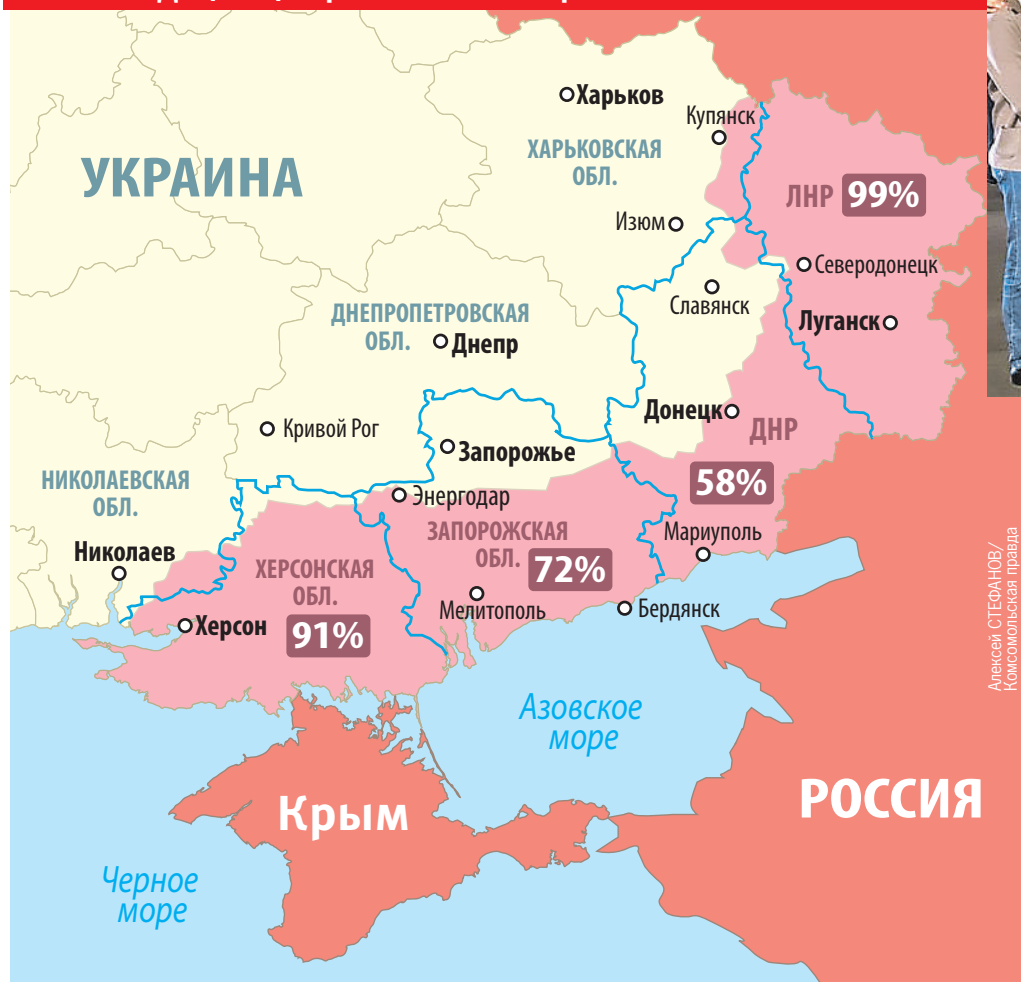 Харьков
Купянск
УКРАИНА
ХАРЬКОВСКАЯ
ОБЛ.
ЛНР 99%
Изюм
Северодонецк
Славянск
ДНЕПРОПЕТРОВСКАЯ
ОБЛ.
Днепр
Луганск
Донецк
ДНР
Кривой Рог
Запорожье
58%
НИКОЛАЕВСКАЯ
ОБЛ.
Энергодар
ЗАПОРОЖСКАЯ
ОБЛ.
72%
Мариуполь
Николаев
ХЕРСОНСКАЯ
ОБЛ.
91%
Мелитополь
Бердянск
Херсон
Азовское
море
РОССИЯ
Крым
Черное
море
Алексей СТЕФАНОВ/
Комсомольская правда